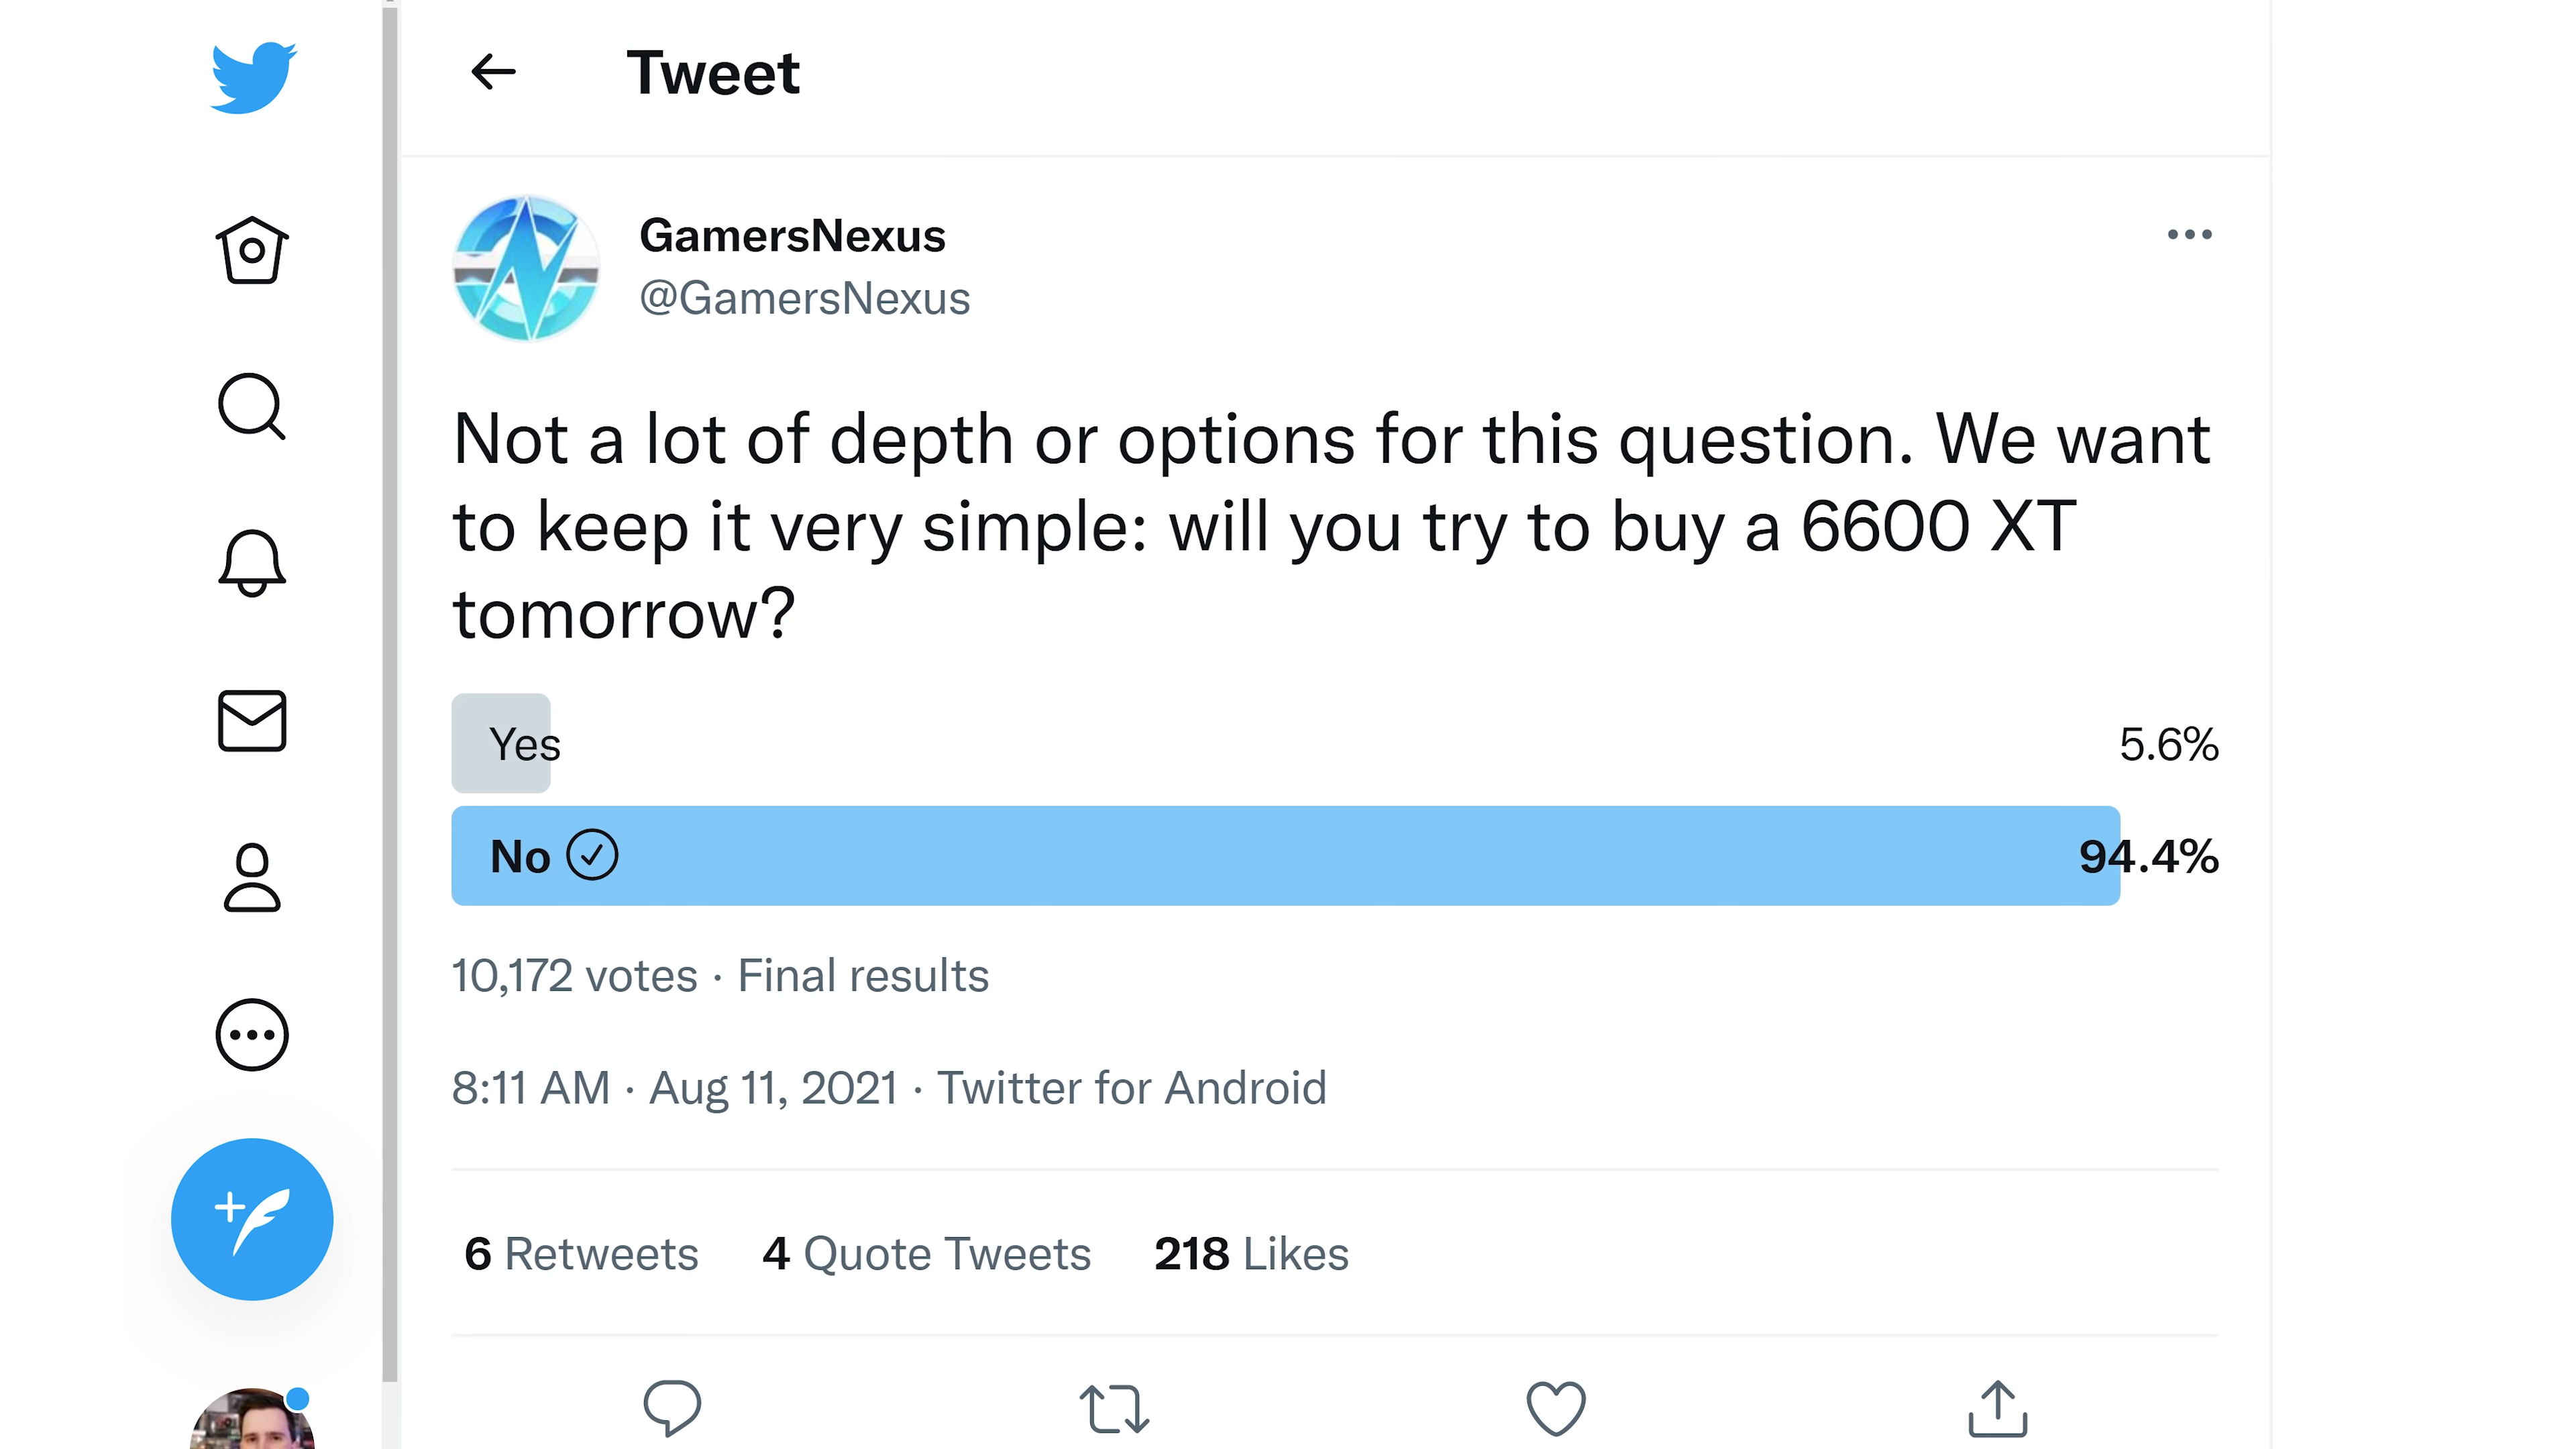 Tweet
GamersNexus
@GamersNexus
Not a lot of depth or options for this question. We want
to keep it very simple: will you try to buy a 6600 XT
tomorrow?
Yes 5.6%
No 94.4%
10,172 votes · Final results
8:11 AM · Aug 11, 2021 · Twitter for Android
6 Retweets 4 Quote Tweets 218 Likes